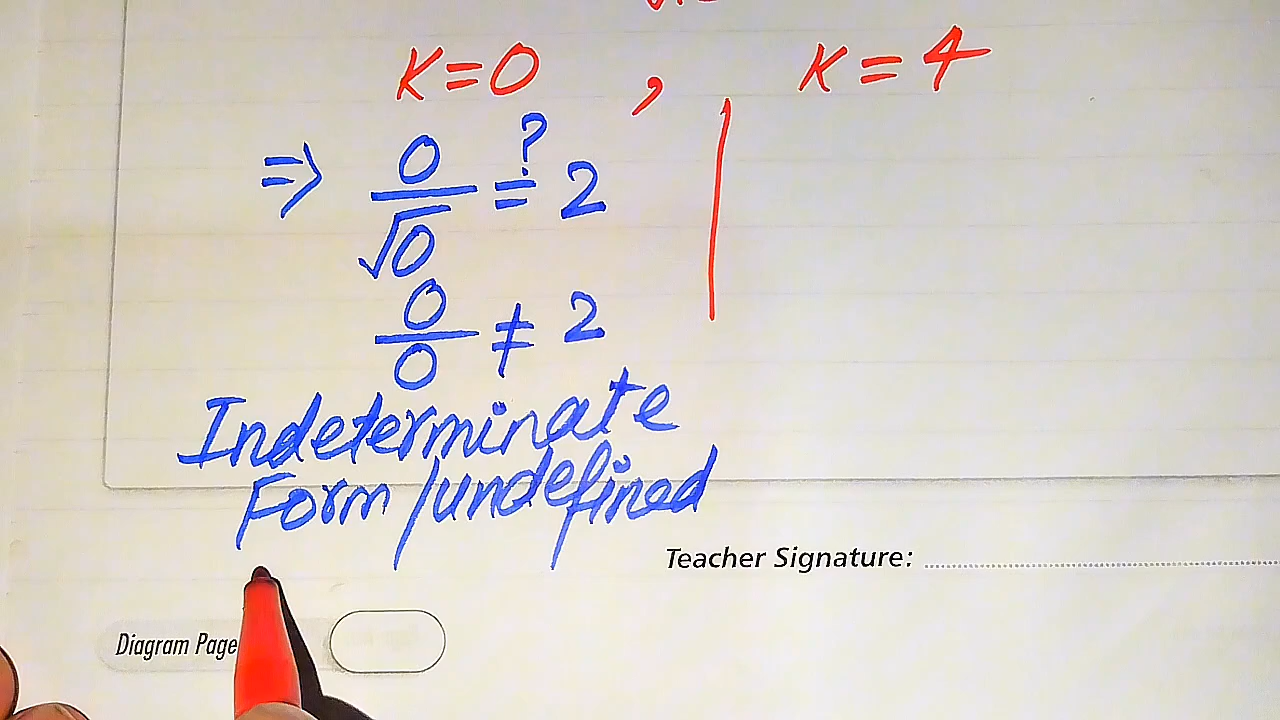 K=0 , K=4
=> 0/√0 ?= 2
0/0 ≠ 2
Indeterminate
Form/undefined
Teacher Signature: ................................
Diagram Page